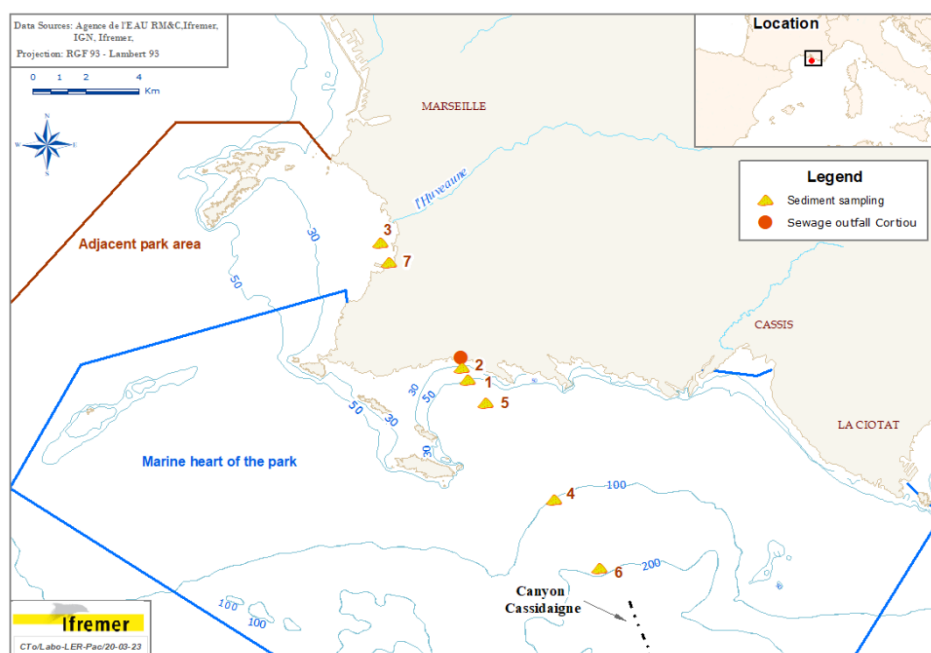 Data Sources: Agence de l'EAU RM&C,Ifremer,
IGN, Ifremer,
Projection: RGF 93 - Lambert 93
0 2 4
Km
N
W E
S
Location
MARSEILLE
l'Huveaune
Legend
Sediment sampling
Sewage outfall Cortiou
Adjacent park area
30
50
3
7
CASSIS
2
1
5
30
50
50
30
30
LA CIOTAT
Marine heart of the park
4
100
6
200
Canyon
Cassidaigne
100
100
Ifremer
CTo/Labo-LER-Pac/20-03-23